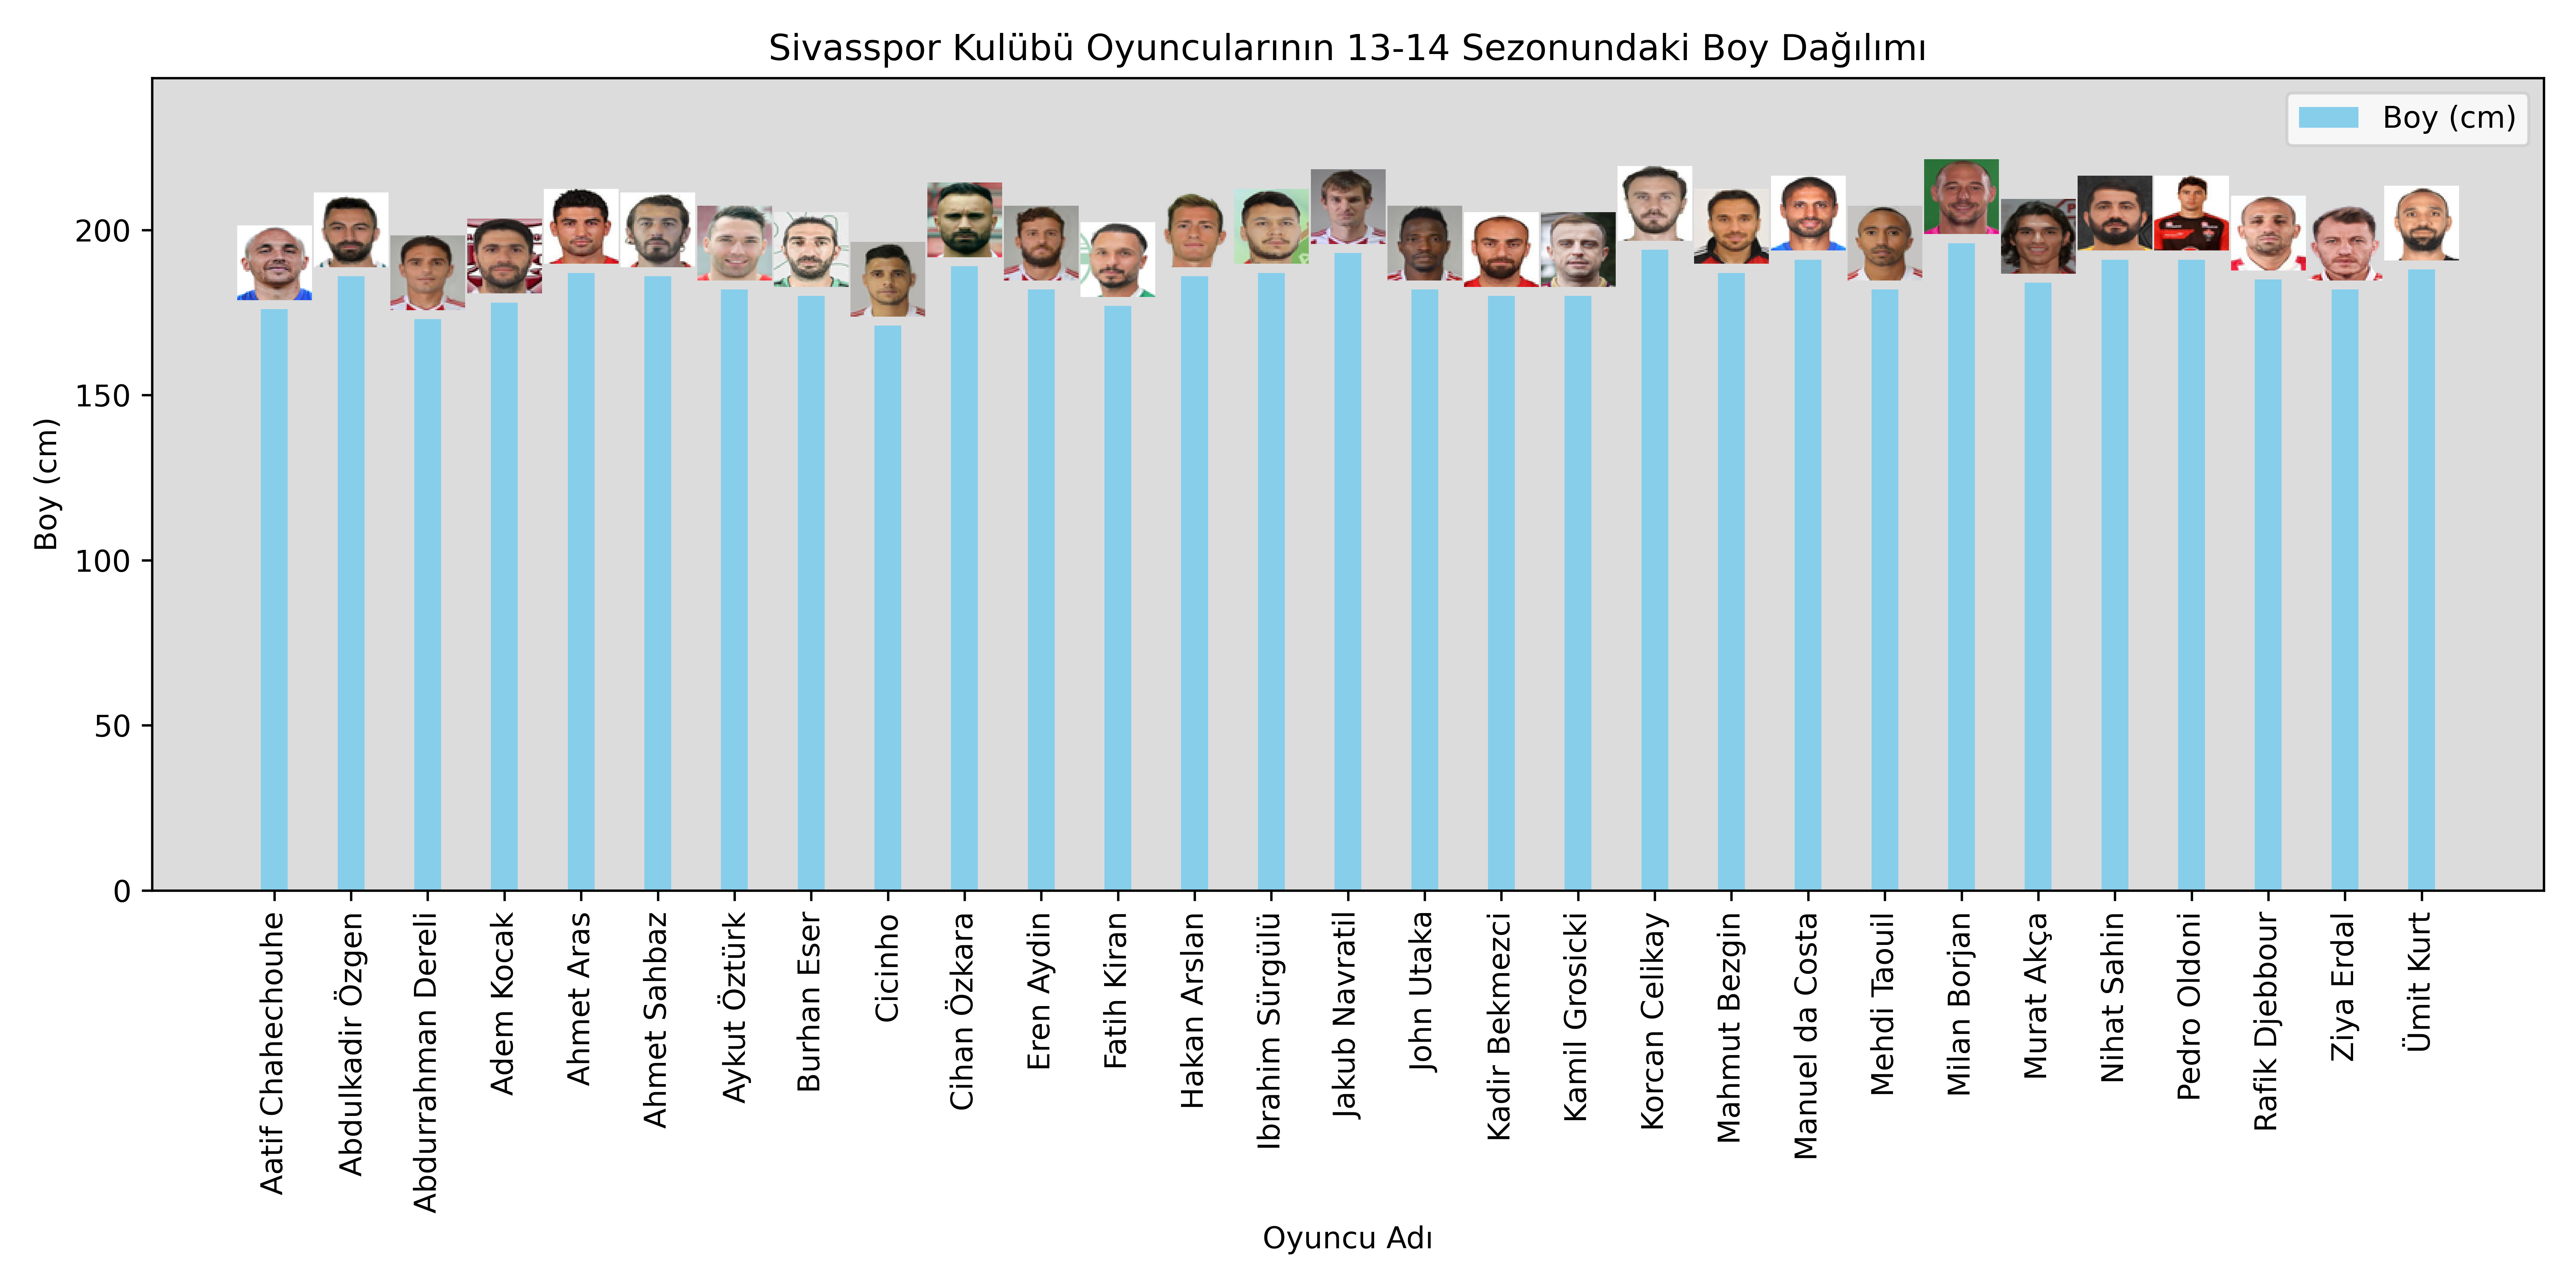 Sivasspor Kulübü Oyuncularının 13-14 Sezonundaki Boy Dağılımı
Boy (cm)
Boy (cm)
200
150
100
50
0
Aatif Chahechouhe
Abdulkadir Özgen
Abdurrahman Dereli
Adem Kocak
Ahmet Aras
Ahmet Sahbaz
Aykut Öztürk
Burhan Eser
Cicinho
Cihan Özkara
Eren Aydin
Fatih Kiran
Hakan Arslan
Ibrahim Sürgülü
Jakub Navratil
John Utaka
Kadir Bekmezci
Kamil Grosicki
Korcan Celikay
Mahmut Bezgin
Manuel da Costa
Mehdi Taouil
Milan Borjan
Murat Akça
Nihat Sahin
Pedro Oldoni
Rafik Djebbour
Ziya Erdal
Ümit Kurt
Oyuncu Adı